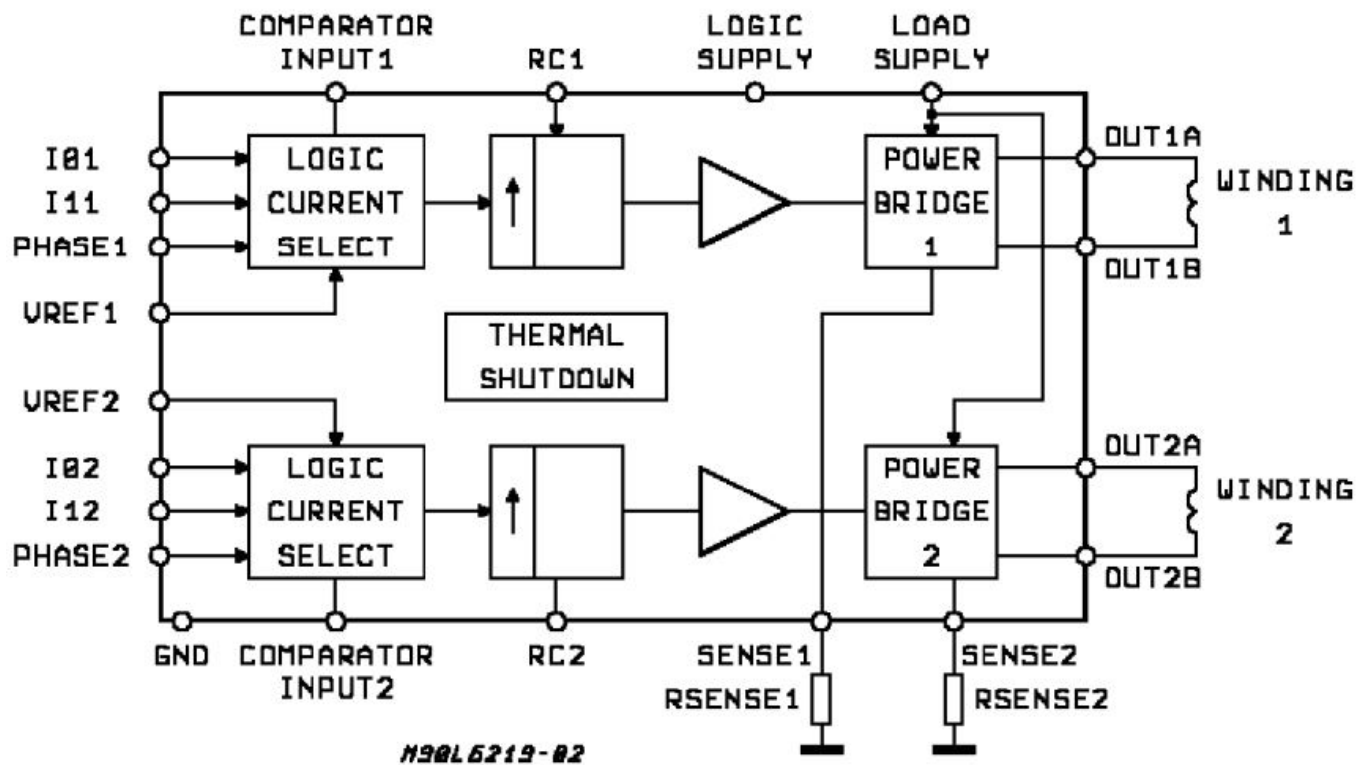 COMPARATOR
INPUT1
RC1
LOGIC
SUPPLY
LOAD
SUPPLY
I01
I11
PHASE1
VREF1
LOGIC
CURRENT
SELECT
POWER
BRIDGE
1
OUT1A
OUT1B
WINDING
1
THERMAL
SHUTDOWN
VREF2
I02
I12
PHASE2
LOGIC
CURRENT
SELECT
POWER
BRIDGE
2
OUT2A
OUT2B
WINDING
2
GND
COMPARATOR
INPUT2
RC2
SENSE1
RSENSE1
SENSE2
RSENSE2
M90L6219-02